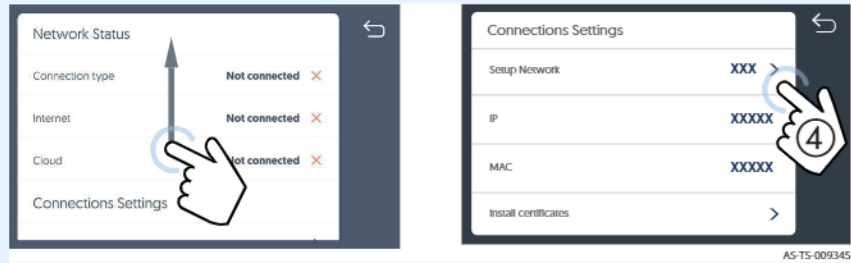 Network Status
Connection type Not connected ×
Internet Not connected ×
Cloud Not connected ×
Connections Settings
Connections Settings
Setup Network XXX >
IP XXXXX
MAC XXXXX
Install certificates >
4
AS-TS-009345